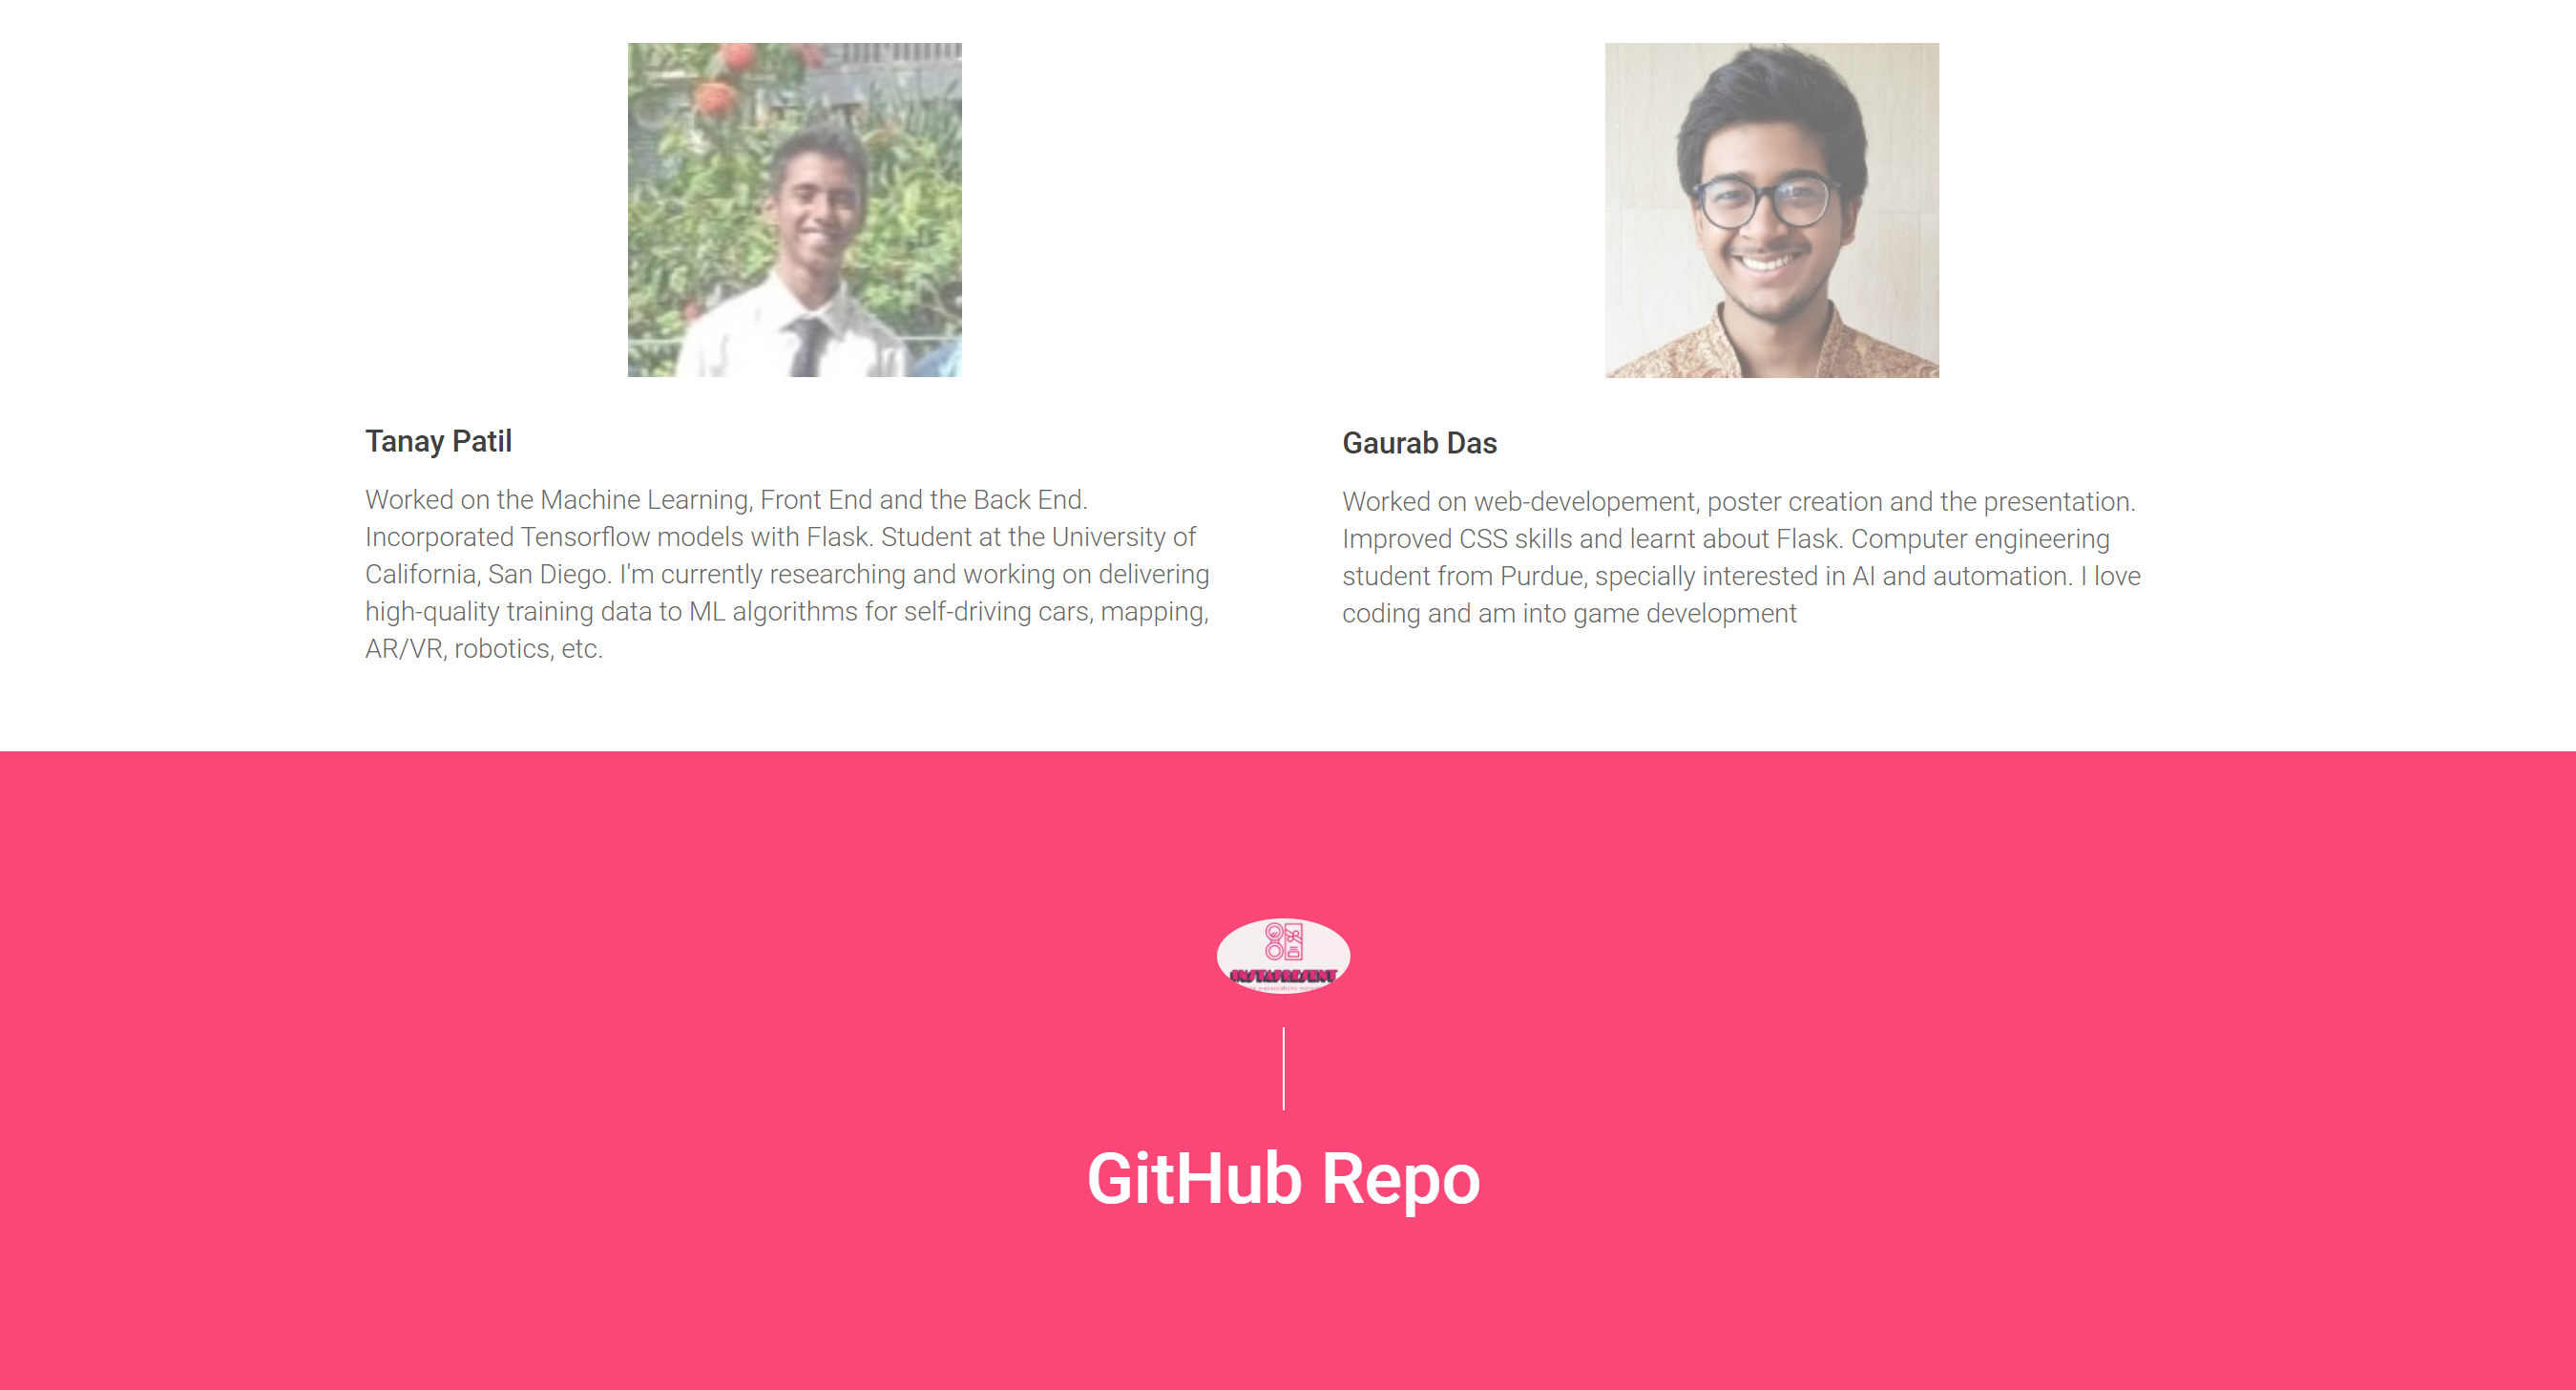 Tanay Patil
Worked on the Machine Learning, Front End and the Back End.
Incorporated Tensorflow models with Flask. Student at the University of
California, San Diego. I'm currently researching and working on delivering
high-quality training data to ML algorithms for self-driving cars, mapping,
AR/VR, robotics, etc.
Gaurab Das
Worked on web-developement, poster creation and the presentation.
Improved CSS skills and learnt about Flask. Computer engineering
student from Purdue, specially interested in AI and automation. I love
coding and am into game development
INSTAPRESENT
GitHub Repo